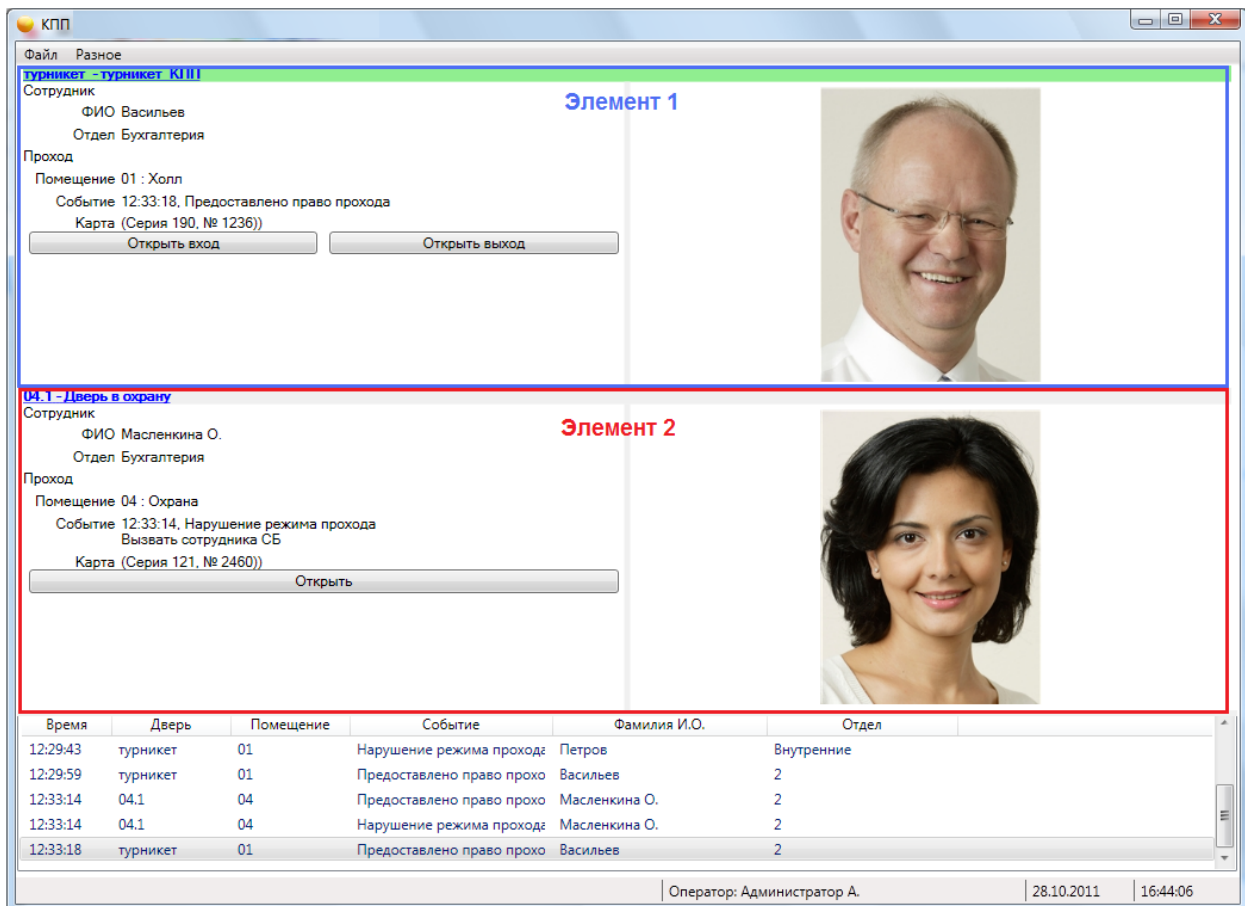 КПП
Файл Разное
турникет - турникет КПП
Элемент 1
Сотрудник
ФИО Васильев
Отдел Бухгалтерия
Проход
Помещение 01 : Холл
Событие 12:33:18, Предоставлено право прохода
Карта (Серия 190, № 1236))
Открыть вход Открыть выход
04.1 - Дверь в охрану
Элемент 2
Сотрудник
ФИО Масленкина О.
Отдел Бухгалтерия
Проход
Помещение 04 : Охрана
Событие 12:33:14, Нарушение режима прохода
Вызвать сотрудника СБ
Карта (Серия 121, № 2460))
Открыть
Время Дверь Помещение Событие Фамилия И.О. Отдел
12:29:43 турникет 01 Нарушение режима прохода Петров Внутренние
12:29:59 турникет 01 Предоставлено право прохо Васильев 2
12:33:14 04.1 04 Предоставлено право прохо Масленкина О. 2
12:33:14 04.1 04 Нарушение режима прохода Масленкина О. 2
12:33:18 турникет 01 Предоставлено право прохо Васильев 2
Оператор: Администратор А. 28.10.2011 16:44:06